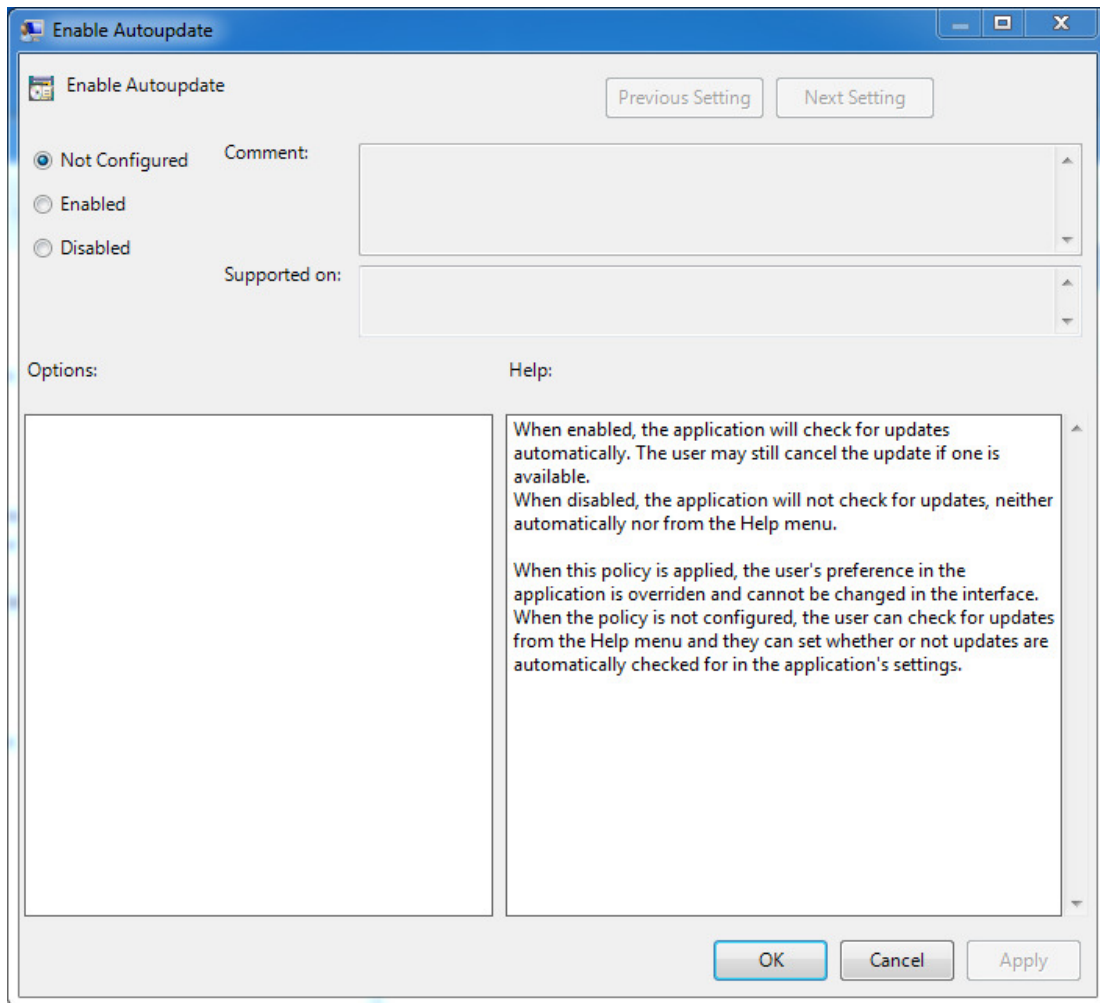 Enable Autoupdate
Enable Autoupdate
Previous Setting
Next Setting
Not Configured
Comment:
Enabled
Disabled
Supported on:
Options:
Help:
When enabled, the application will check for updates
automatically. The user may still cancel the update if one is
available.
When disabled, the application will not check for updates, neither
automatically nor from the Help menu.
When this policy is applied, the user's preference in the
application is overriden and cannot be changed in the interface.
When the policy is not configured, the user can check for updates
from the Help menu and they can set whether or not updates are
automatically checked for in the application's settings.
OK
Cancel
Apply